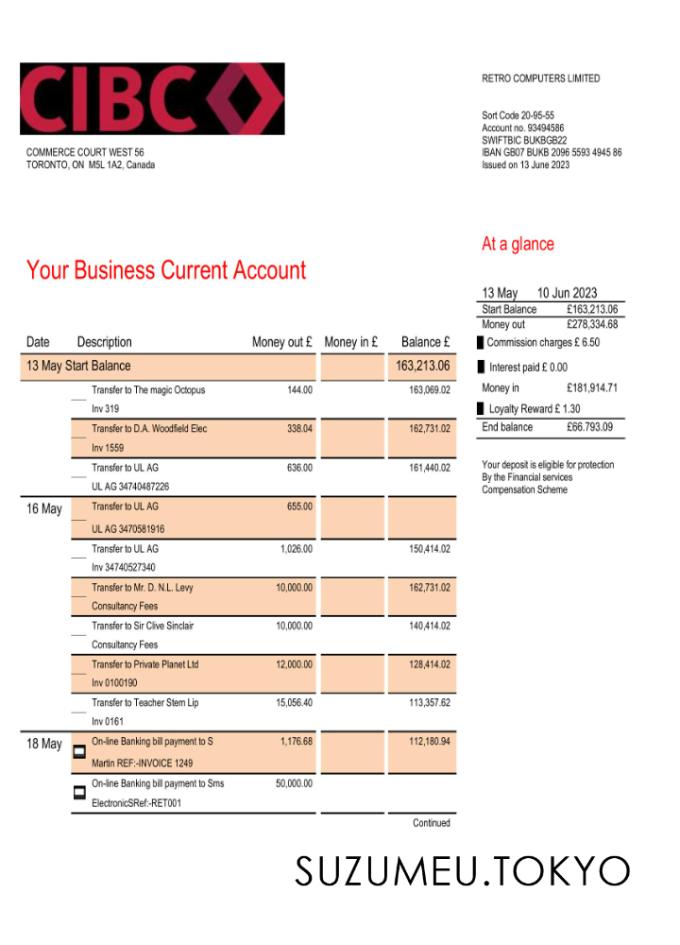 CIBC
RETRO COMPUTERS LIMITED
COMMERCE COURT WEST 56
TORONTO, ON M5L 1A2, Canada
Sort Code 20-95-55
Account no. 93494586
SWIFTBIC BUKBGB22
IBAN GB07 BUKB 2096 5593 4945 86
Issued on 13 June 2023
Your Business Current Account
At a glance
13 May 10 Jun 2023
Start Balance £163,213.06
Money out £278,334.68
Commission charges £ 6.50
Interest paid £ 0.00
Money in £181,914.71
Loyalty Reward £ 1.30
End balance £66.793.09
Your deposit is eligible for protection
By the Financial services
Compensation Scheme
Date Description Money out £ Money in £ Balance £
13 May Start Balance 163,213.06
Transfer to The magic Octopus 144.00 163,069.02
Inv 319
Transfer to D.A. Woodfield Elec 338.04 162,731.02
Inv 1559
Transfer to UL AG 636.00 161,440.02
UL AG 34740487226
16 May Transfer to UL AG 655.00
UL AG 3470581916
Transfer to UL AG 1,026.00 150,414.02
Inv 34740527340
Transfer to Mr. D. N.L. Levy 10,000.00 162,731.02
Consultancy Fees
Transfer to Sir Clive Sinclair 10,000.00 140,414.02
Consultancy Fees
Transfer to Private Planet Ltd 12,000.00 128,414.02
Inv 0100190
Transfer to Teacher Stem Lip 15,056.40 113,357.62
Inv 0161
18 May On-line Banking bill payment to S 1,176.68 112,180.94
Martin REF:-INVOICE 1249
On-line Banking bill payment to Sms 50,000.00
ElectronicSRef:-RET001
Continued
SUZUMEU.TOKYO